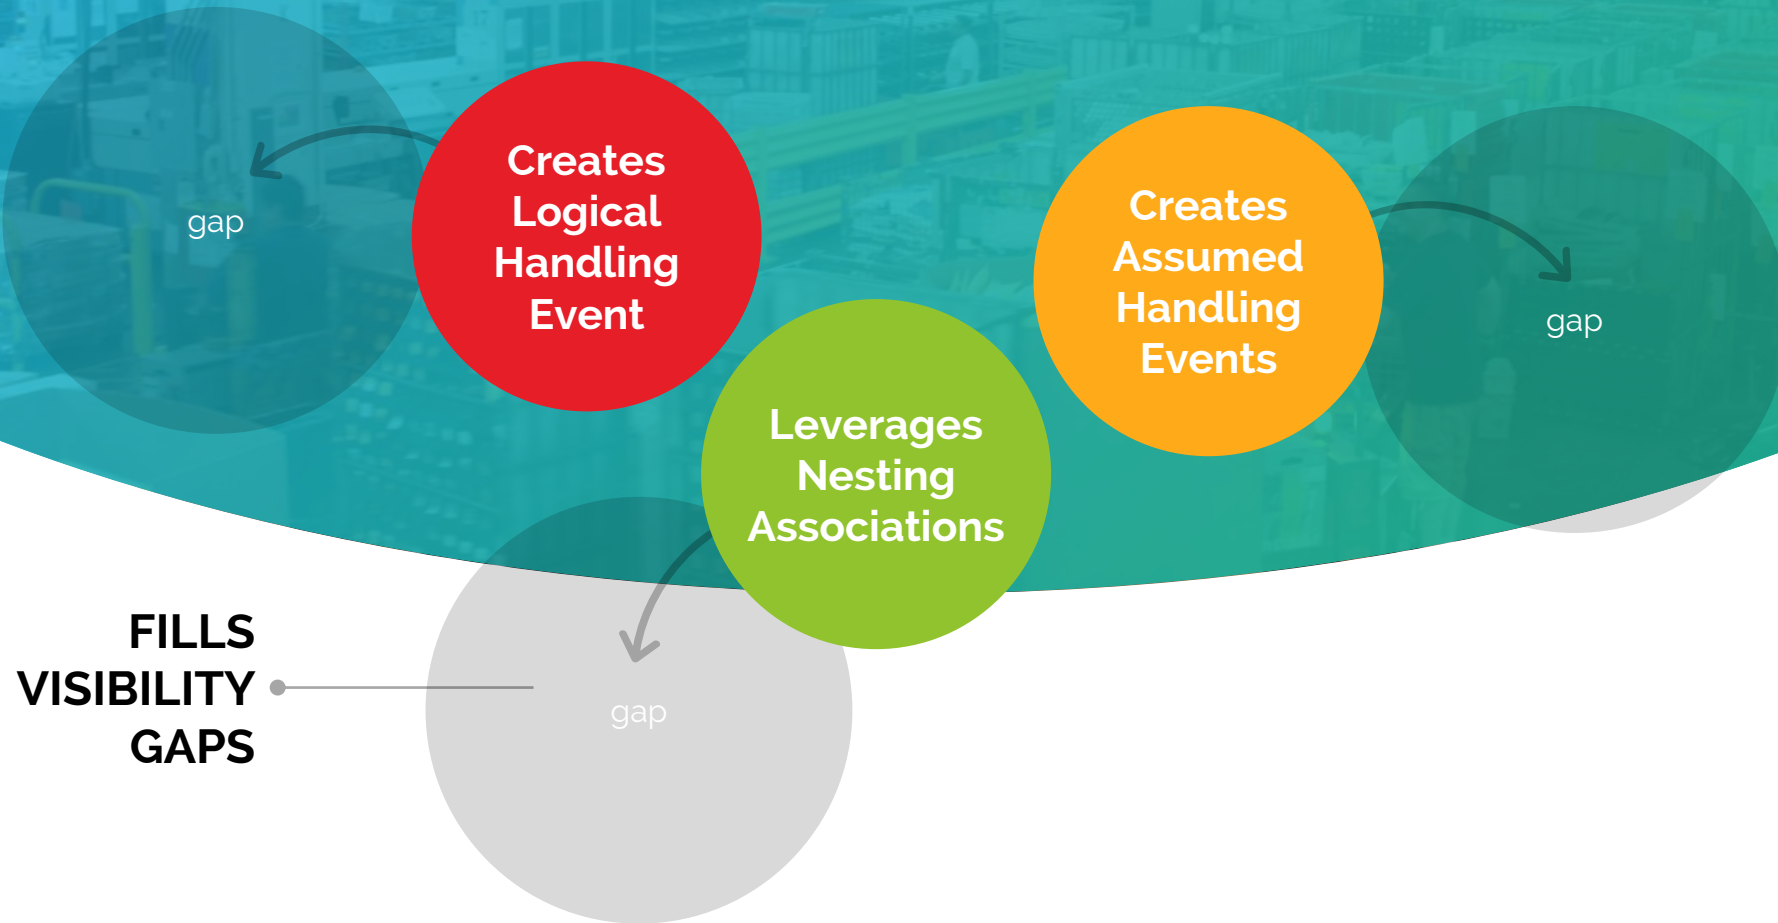 gap
Creates
Logical
Handling
Event
Creates
Assumed
Handling
Events
gap
Leverages
Nesting
Associations
FILLS
VISIBILITY
GAPS
gap